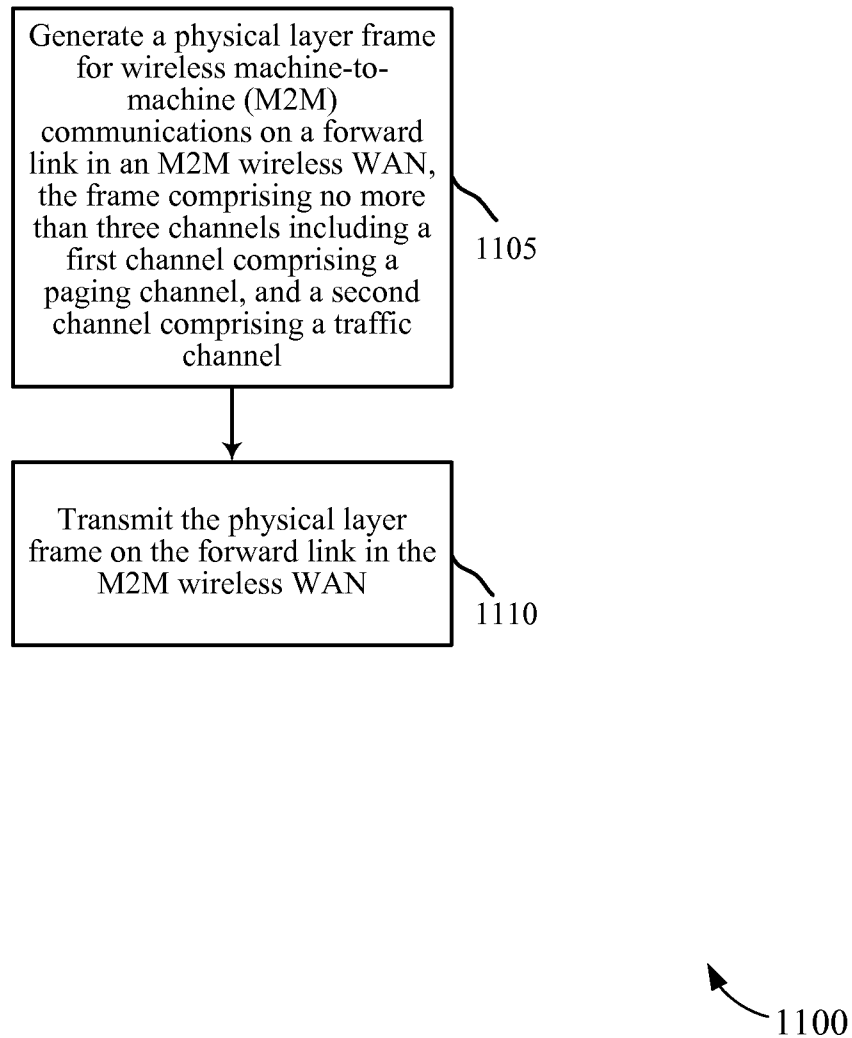 Generate a physical layer frame
for wireless machine-to-
machine (M2M)
communications on a forward
link in an M2M wireless WAN,
the frame comprising no more
than three channels including a
first channel comprising a
paging channel, and a second
channel comprising a traffic
channel
1105
Transmit the physical layer
frame on the forward link in the
M2M wireless WAN
1110
1100